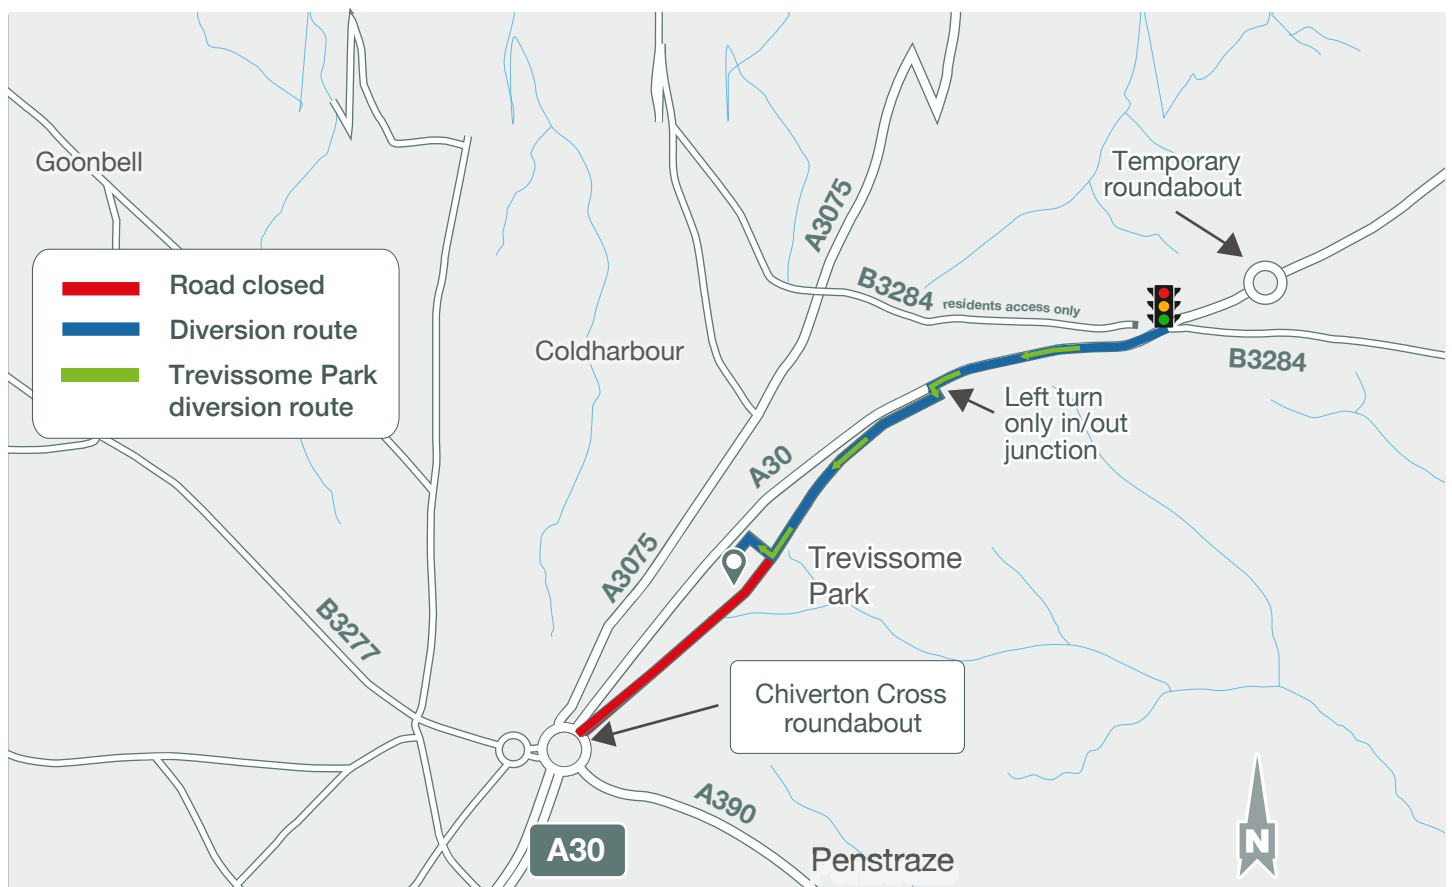 Goonbell
Temporary
roundabout
A3075
Road closed
Diversion route
Trevissome Park
diversion route
B3284 residents access only
B3284
Coldharbour
Left turn
only in/out
junction
A30
A3075
Trevissome
Park
B3277
Chiverton Cross
roundabout
A390
A30
Penstraze
N